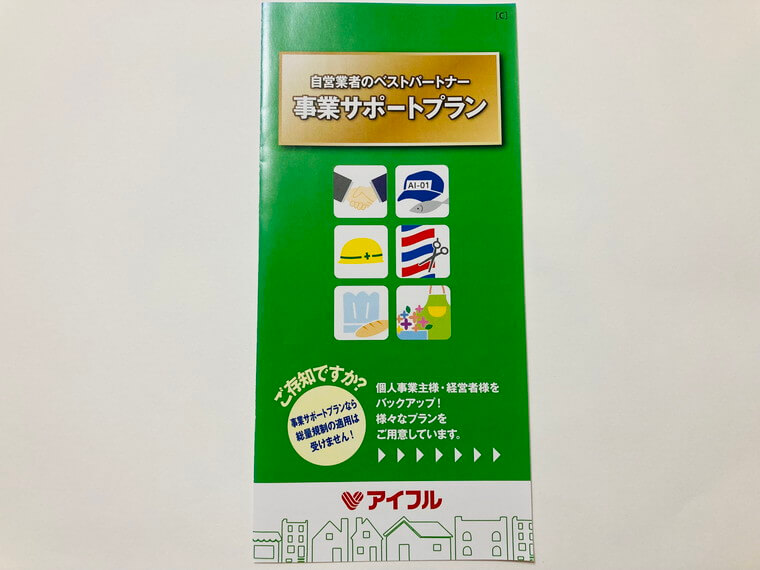 [C]
自営業者のベストパートナー
事業サポートプラン
AI-01
ご存知ですか?
事業サポートプランなら
総量規制の適用は
受けません!
個人事業主様・経営者様を
バックアップ!
様々なプランを
ご用意しています。
アイフル